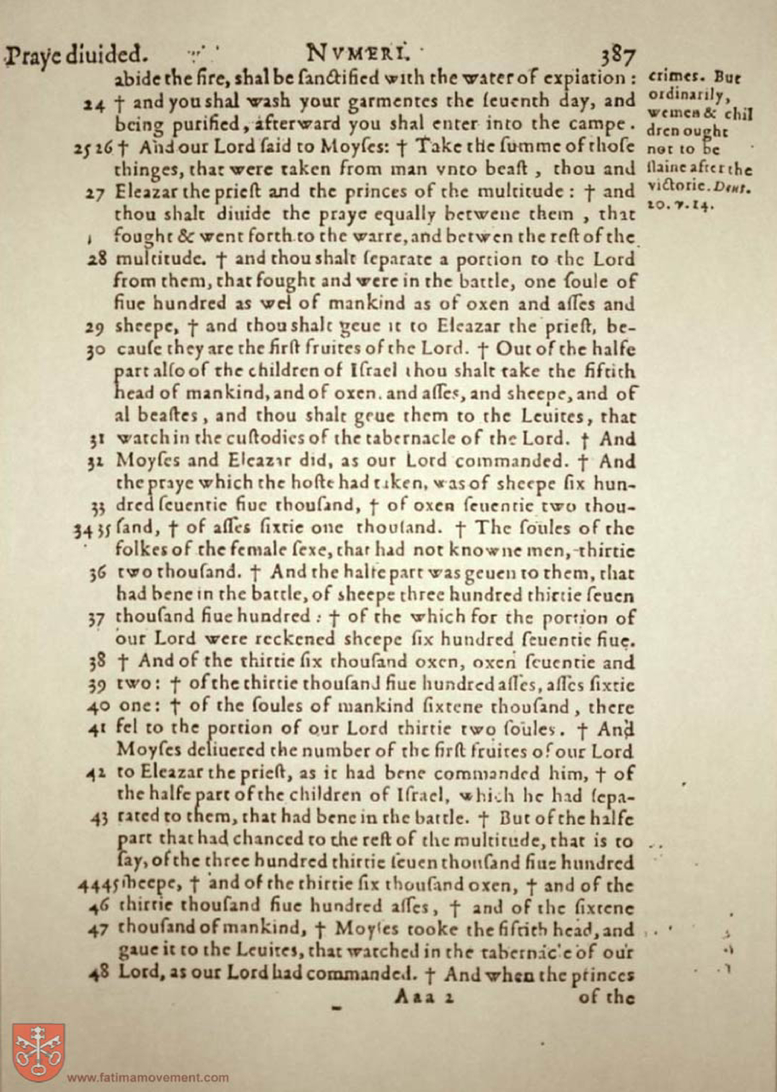 Praye diuided. NVMERI. 387
abide the fire, shal be ſanctified with the water of expiation :
24 † and you shal wash your garmentes the ſeuenth day, and
being purified, afterward you shal enter into the campe.
25 26 † And our Lord ſaid to Moyſes: † Take the ſumme of thoſe
thinges, that were taken from man vnto beaſt , thou and
27 Eleazar the prieſt and the princes of the multitude : † and
thou shalt diuide the praye equally betwene them , that
fought & went forth to the warre, and betwen the reſt of the
28 multitude. † and thou shalt ſeparate a portion to the Lord
from them, that fought and were in the battle, one ſoule of
fiue hundred as wel of mankind as of oxen and aſſes and
29 sheepe, † and thou shalt geue it to Eleazar the prieſt, be-
30 cauſe they are the firſt fruites of the Lord. † Out of the halfe
part alſo of the children of Iſrael thou shalt take the fiftith
head of mankind, and of oxen. and aſſes, and sheepe, and of
al beaſtes , and thou shalt geue them to the Leuites, that
31 watch in the cuſtodies of the tabernacle of the Lord. † And
32 Moyſes and Eleazar did, as our Lord commanded. † And
the praye which the hoſte had taken, was of sheepe ſix hun-
33 dred ſeuentie fiue thouſand, † of oxen ſeuentie two thou-
34 35 ſand, † of aſſes ſixtie one thouſand. † The ſoules of the
folkes of the female ſexe, that had not knowne men, thirtie
36 two thouſand. † And the halfe part was geuen to them, that
had bene in the battle, of sheepe three hundred thirtie ſeuen
37 thouſand fiue hundred : † of the which for the portion of
our Lord were reckened sheepe ſix hundred ſeuentie fiue.
38 † And of the thirtie ſix thouſand oxen, oxen ſeuentie and
39 two: † of the thirtie thouſand fiue hundred aſſes, aſſes ſixtie
40 one: † of the ſoules of mankind ſixtene thouſand , there
41 fel to the portion of our Lord thirtie two ſoules. † And
Moyſes deliuered the number of the firſt fruites of our Lord
42 to Eleazar the prieſt, as it had bene commanded him, † of
the halfe part of the children of Iſrael, which he had ſepa-
43 rated to them, that had bene in the battle. † But of the halfe
part that had chanced to the reſt of the multitude, that is to
ſay, of the three hundred thirtie ſeuen thouſand fiue hundred
44 45 sheepe, † and of the thirtie ſix thouſand oxen, † and of the
46 thirtie thouſand fiue hundred aſſes, † and of the ſixtene
47 thouſand of mankind, † Moyſes tooke the fiftith head, and
gaue it to the Leuites, that watched in the tabernacle of our
48 Lord, as our Lord had commanded. † And when the princes
Aaa 2 of the
crimes. But
ordinarily,
wemen & chil
dren ought
not to be
ſlaine after the
victorie. Deut.
20. v. 14.
www.fatimamovement.com